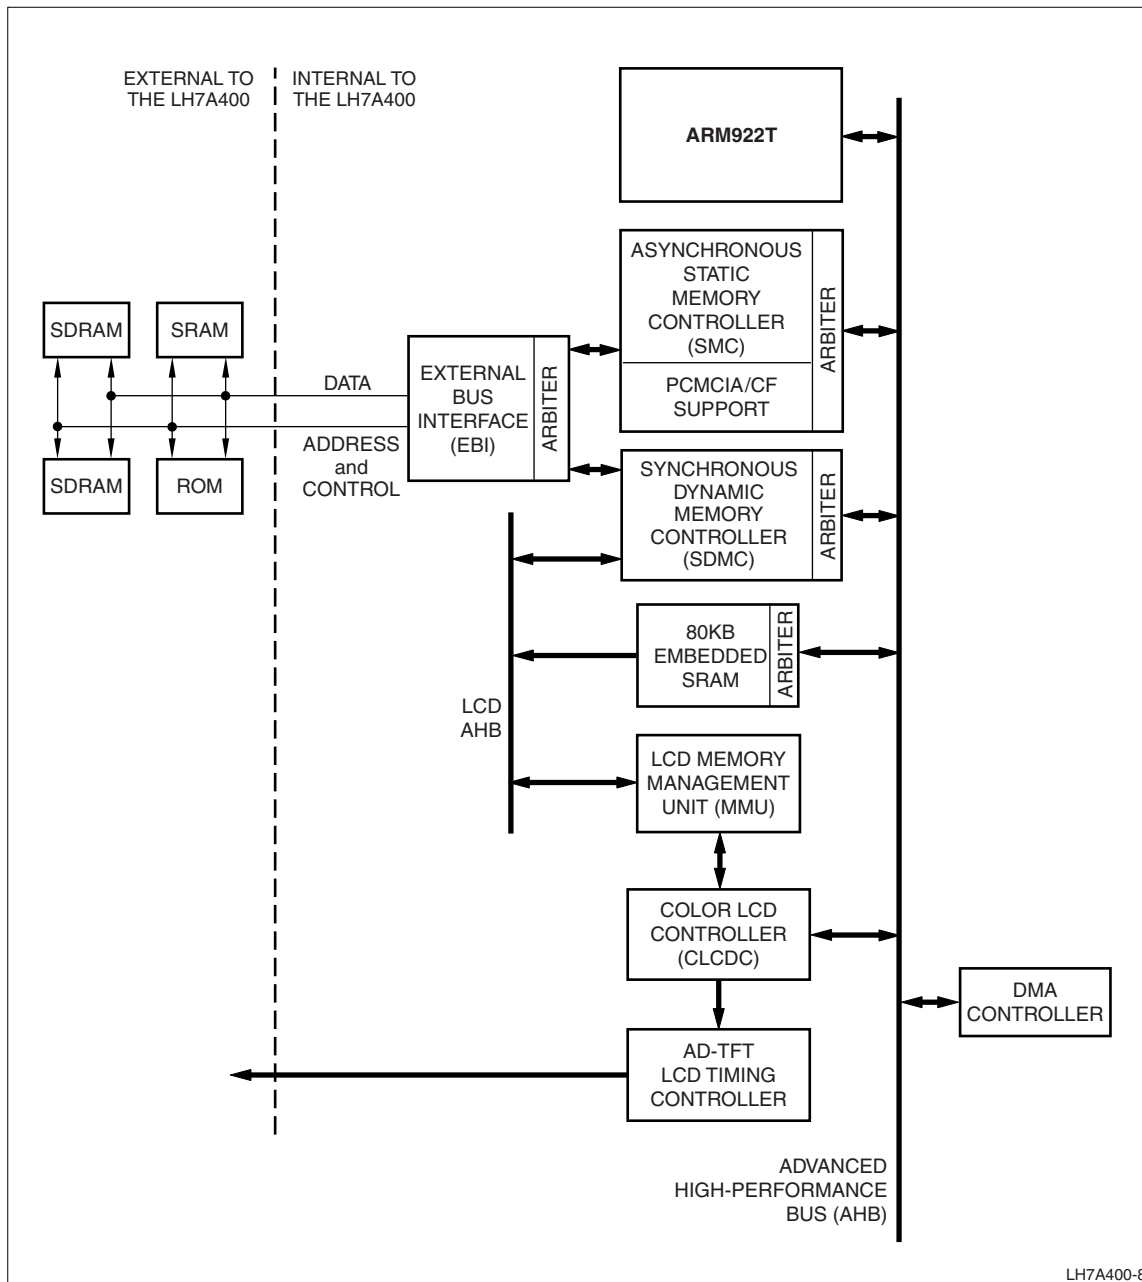 EXTERNAL TO
THE LH7A400
INTERNAL TO
THE LH7A400
ARM922T
ASYNCHRONOUS
STATIC
MEMORY
CONTROLLER
(SMC)
PCMCIA/CF
SUPPORT
ARBITER
SDRAM
SRAM
SDRAM
ROM
DATA
ADDRESS
and
CONTROL
EXTERNAL
BUS
INTERFACE
(EBI)
ARBITER
SYNCHRONOUS
DYNAMIC
MEMORY
CONTROLLER
(SDMC)
ARBITER
80KB
EMBEDDED
SRAM
ARBITER
LCD
AHB
LCD MEMORY
MANAGEMENT
UNIT (MMU)
COLOR LCD
CONTROLLER
(CLCDC)
DMA
CONTROLLER
AD-TFT
LCD TIMING
CONTROLLER
ADVANCED
HIGH-PERFORMANCE
BUS (AHB)
LH7A400-8